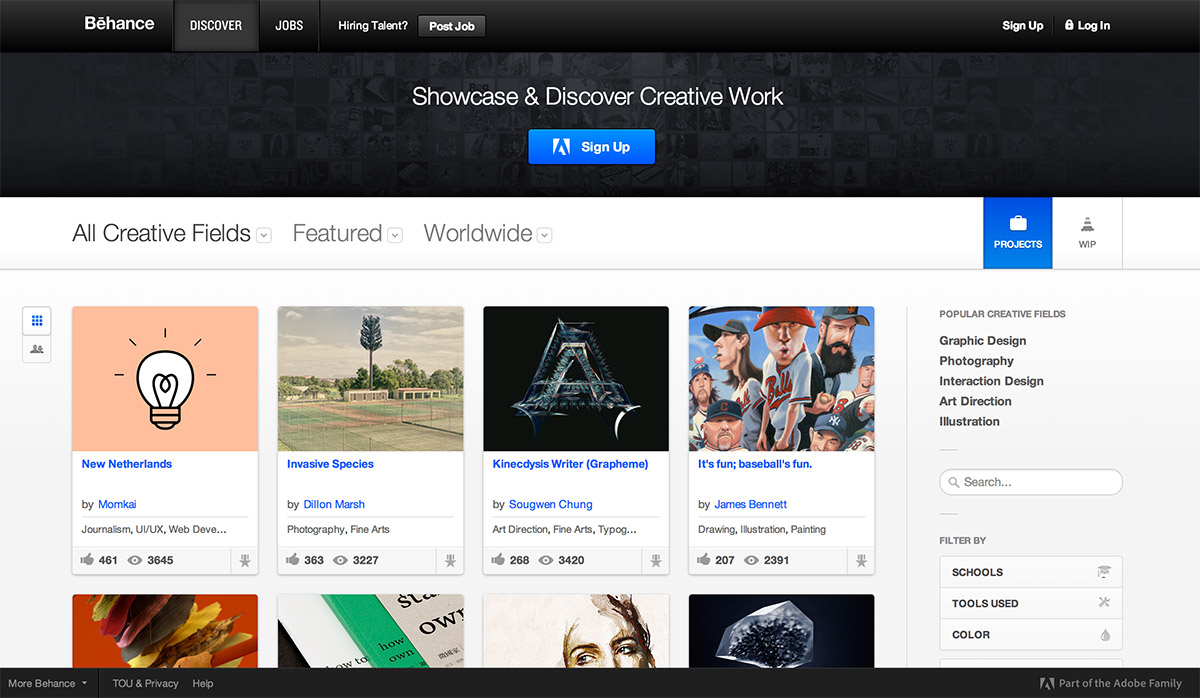 Bēhance
DISCOVER
JOBS
Hiring Talent?
Post Job
Sign Up
Log In
Showcase & Discover Creative Work
Sign Up
All Creative Fields
Featured
Worldwide
PROJECTS
WIP
New Netherlands
by Momkai
Journalism, UI/UX, Web Deve...
461 3645
Invasive Species
by Dillon Marsh
Photography, Fine Arts
363 3227
Kinecdysis Writer (Grapheme)
by Sougwen Chung
Art Direction, Fine Arts, Typog...
268 3420
It's fun; baseball's fun.
by James Bennett
Drawing, Illustration, Painting
207 2391
POPULAR CREATIVE FIELDS
Graphic Design
Photography
Interaction Design
Art Direction
Illustration
Search...
FILTER BY
SCHOOLS
TOOLS USED
COLOR
how to
own
how
own
More Behance
TOU & Privacy
Help
Part of the Adobe Family